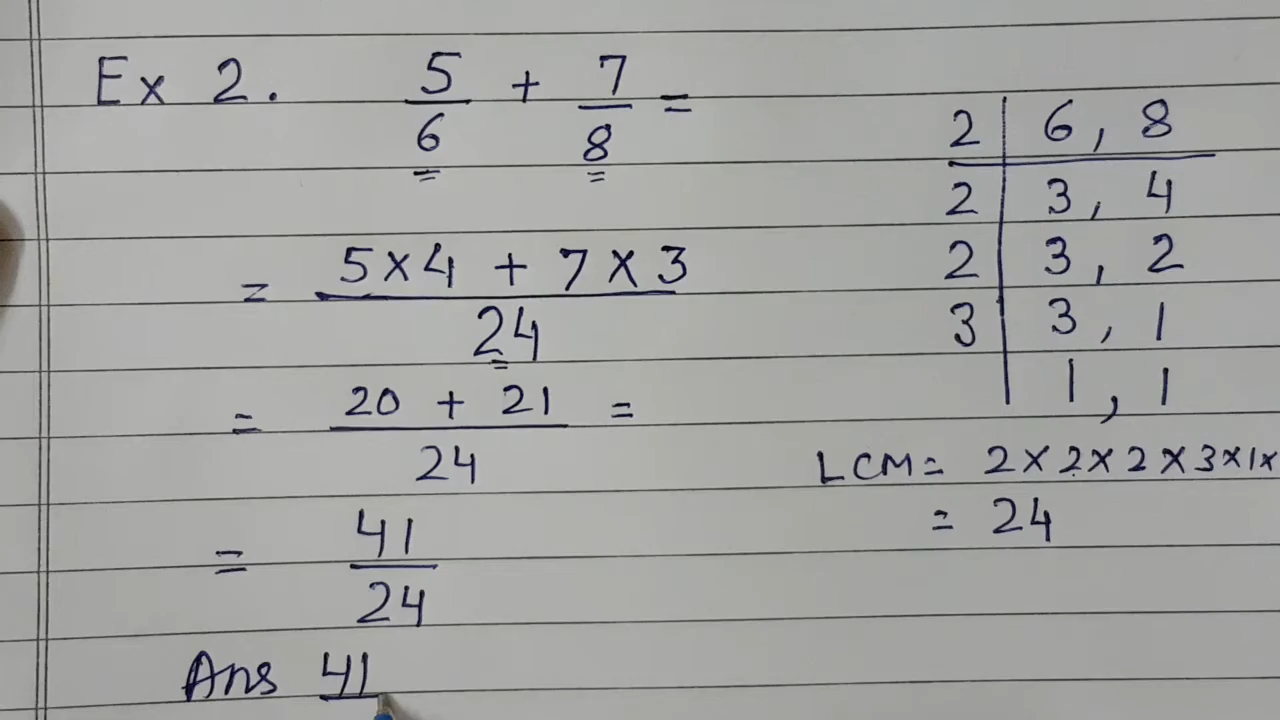 Ex 2. 5/6 + 7/8 =
= 5×4 + 7×3 / 24
= 20 + 21 / 24 =
= 41/24
Ans 41
2 | 6, 8
2 | 3, 4
2 | 3, 2
3 | 3, 1
| 1, 1
LCM = 2×2×2×3×1×
= 24